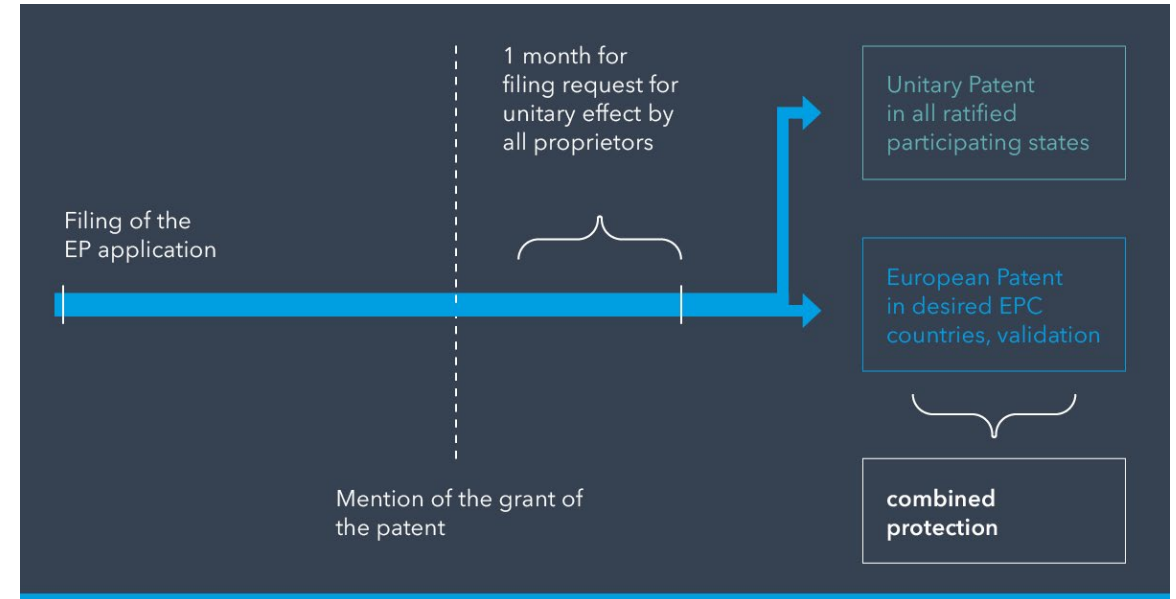 1 month for
filing request for
unitary effect by
all proprietors
Unitary Patent
in all ratified
participating states
Filing of the
EP application
European Patent
in desired EPC
countries, validation
Mention of the grant of
the patent
combined
protection